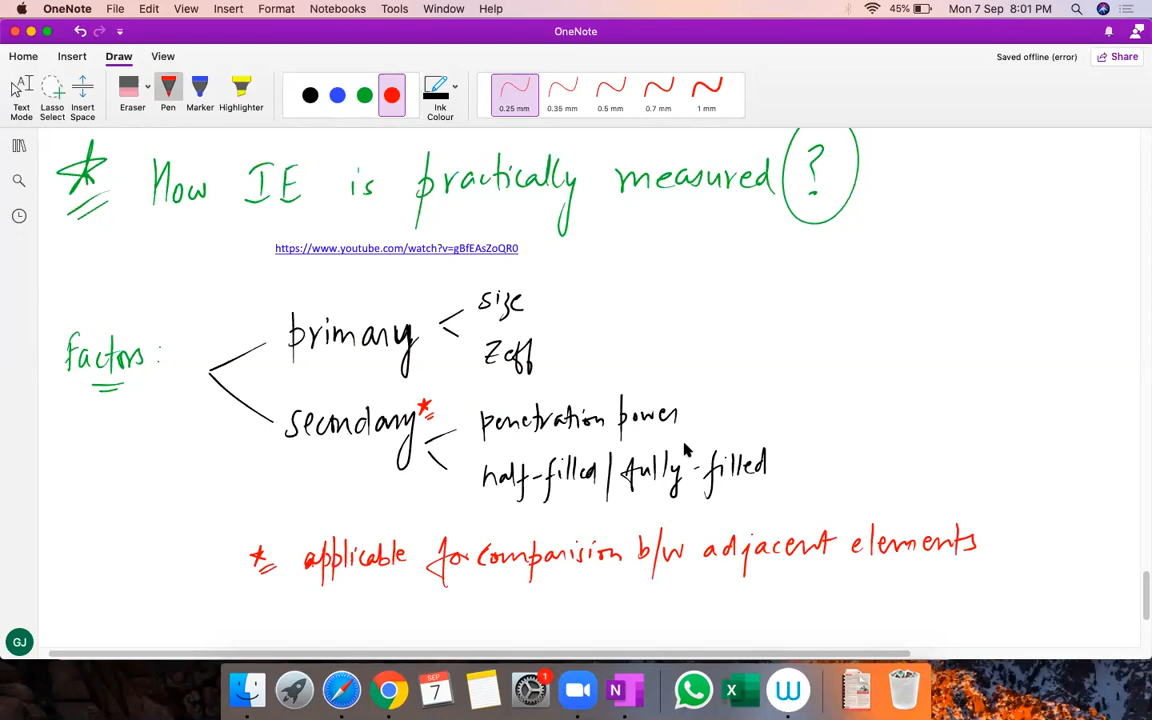 OneNote File Edit View Insert Format Notebooks Tools Window Help 45% Mon 7 Sep 8:01 PM
OneNote
Home Insert Draw View Saved offline (error) Share
Text Mode Lasso Select Insert Space Eraser Pen Marker Highlighter Ink Colour 0.25 mm 0.35 mm 0.5 mm 0.7 mm 1 mm
How IE is practically measured ?
https://www.youtube.com/watch?v=gBfEAsZoQR0
Factors :
primary
size
Zeff
secondary*
penetration power
half-filled / fully-filled
* applicable for comparision b/w adjacent elements
GJ
SEP 7
1
N
X
W